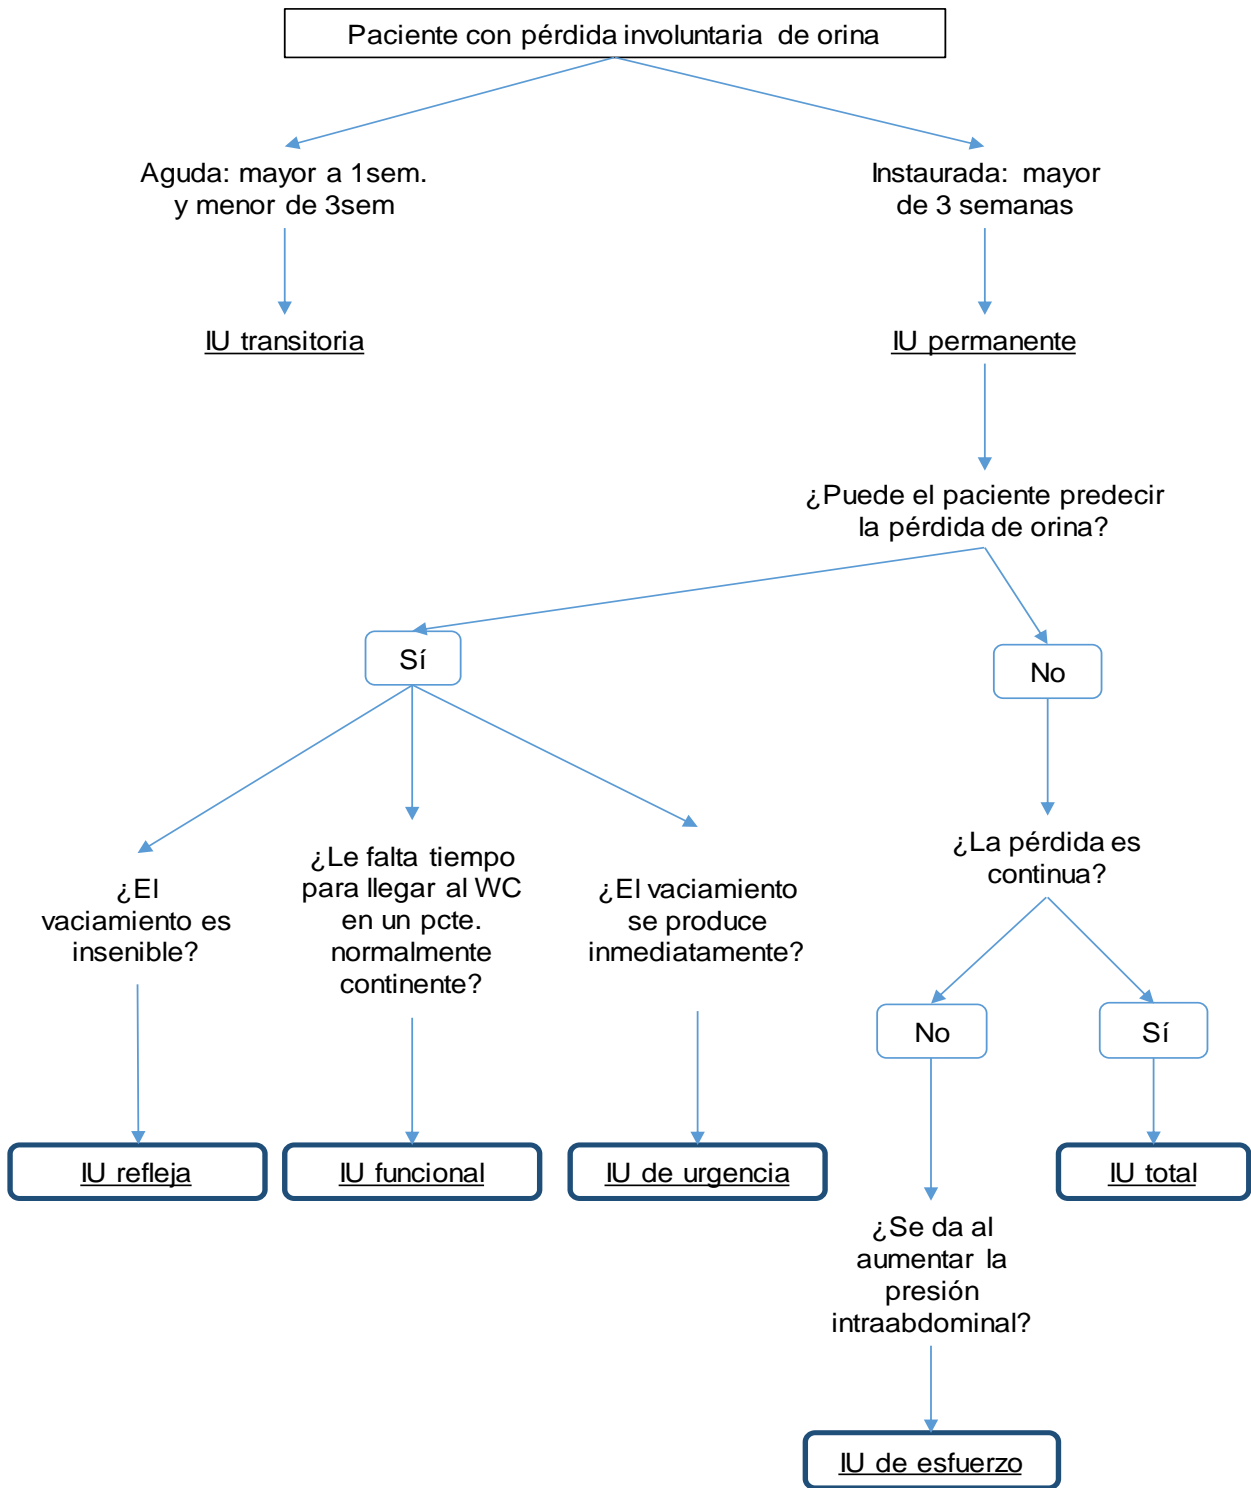 Paciente con pérdida involuntaria de orina
Aguda: mayor a 1sem.
y menor de 3sem
Instaurada: mayor
de 3 semanas
IU transitoria
IU permanente
¿Puede el paciente predecir
la pérdida de orina?
Sí
No
¿El
vaciamiento es
insenible?
¿Le falta tiempo
para llegar al WC
en un pcte.
normalmente
continente?
¿El vaciamiento
se produce
inmediatamente?
¿La pérdida es
continua?
No
Sí
IU refleja
IU funcional
IU de urgencia
IU total
¿Se da al
aumentar la
presión
intraabdominal?
IU de esfuerzo